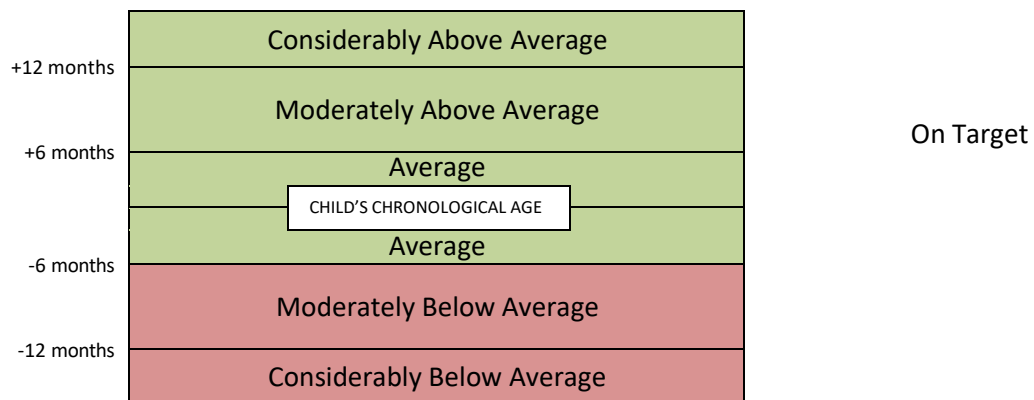 Considerably Above Average
+12 months
Moderately Above Average
On Target
+6 months
Average
CHILD’S CHRONOLOGICAL AGE
Average
-6 months
Moderately Below Average
-12 months
Considerably Below Average